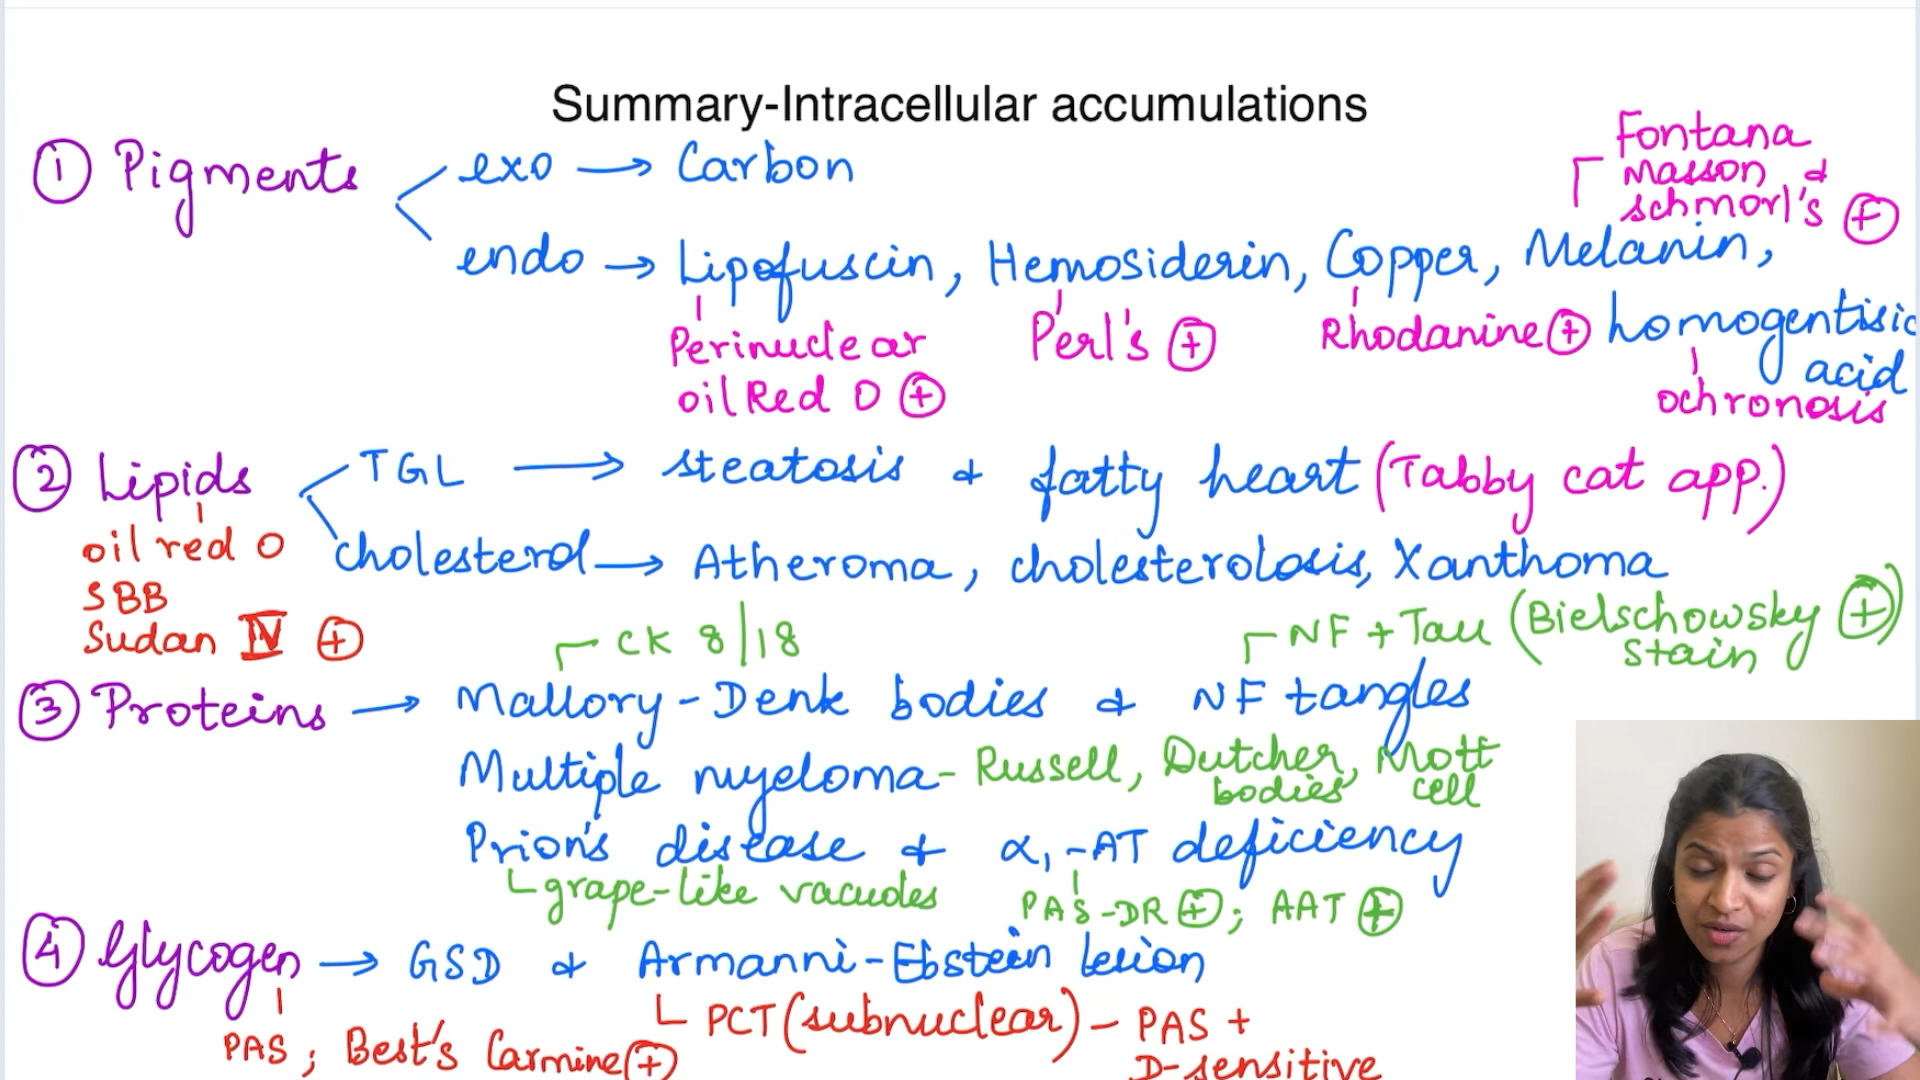 Summary-Intracellular accumulations
① Pigments
exo → Carbon
Fontana
Masson &
schmorl's ⊕
endo → Lipofuscin, Hemosiderin, Copper, Melanin,
homogentisic
acid
Perinuclear
oil Red O ⊕
Perl's ⊕
Rhodanine ⊕
ochronosis
② Lipids
TGL → steatosis & fatty heart (Tabby cat app.)
oil red O
SBB
Sudan IV ⊕
cholesterol → Atheroma, cholesterolosis, Xanthoma
CK 8/18
NF + Tau (Bielschowsky ⊕)
stain
③ Proteins → Mallory-Denk bodies & NF tangles
Multiple myeloma - Russell, Dutcher, Mott
bodies cell
Prion's disease & α₁-AT deficiency
grape-like vacuoles
PAS-DR ⊕; AAT ⊕
④ Glycogen → GSD & Armanni-Ebstein lesion
PCT (subnuclear) - PAS +
D-sensitive
PAS; Best's Carmine ⊕